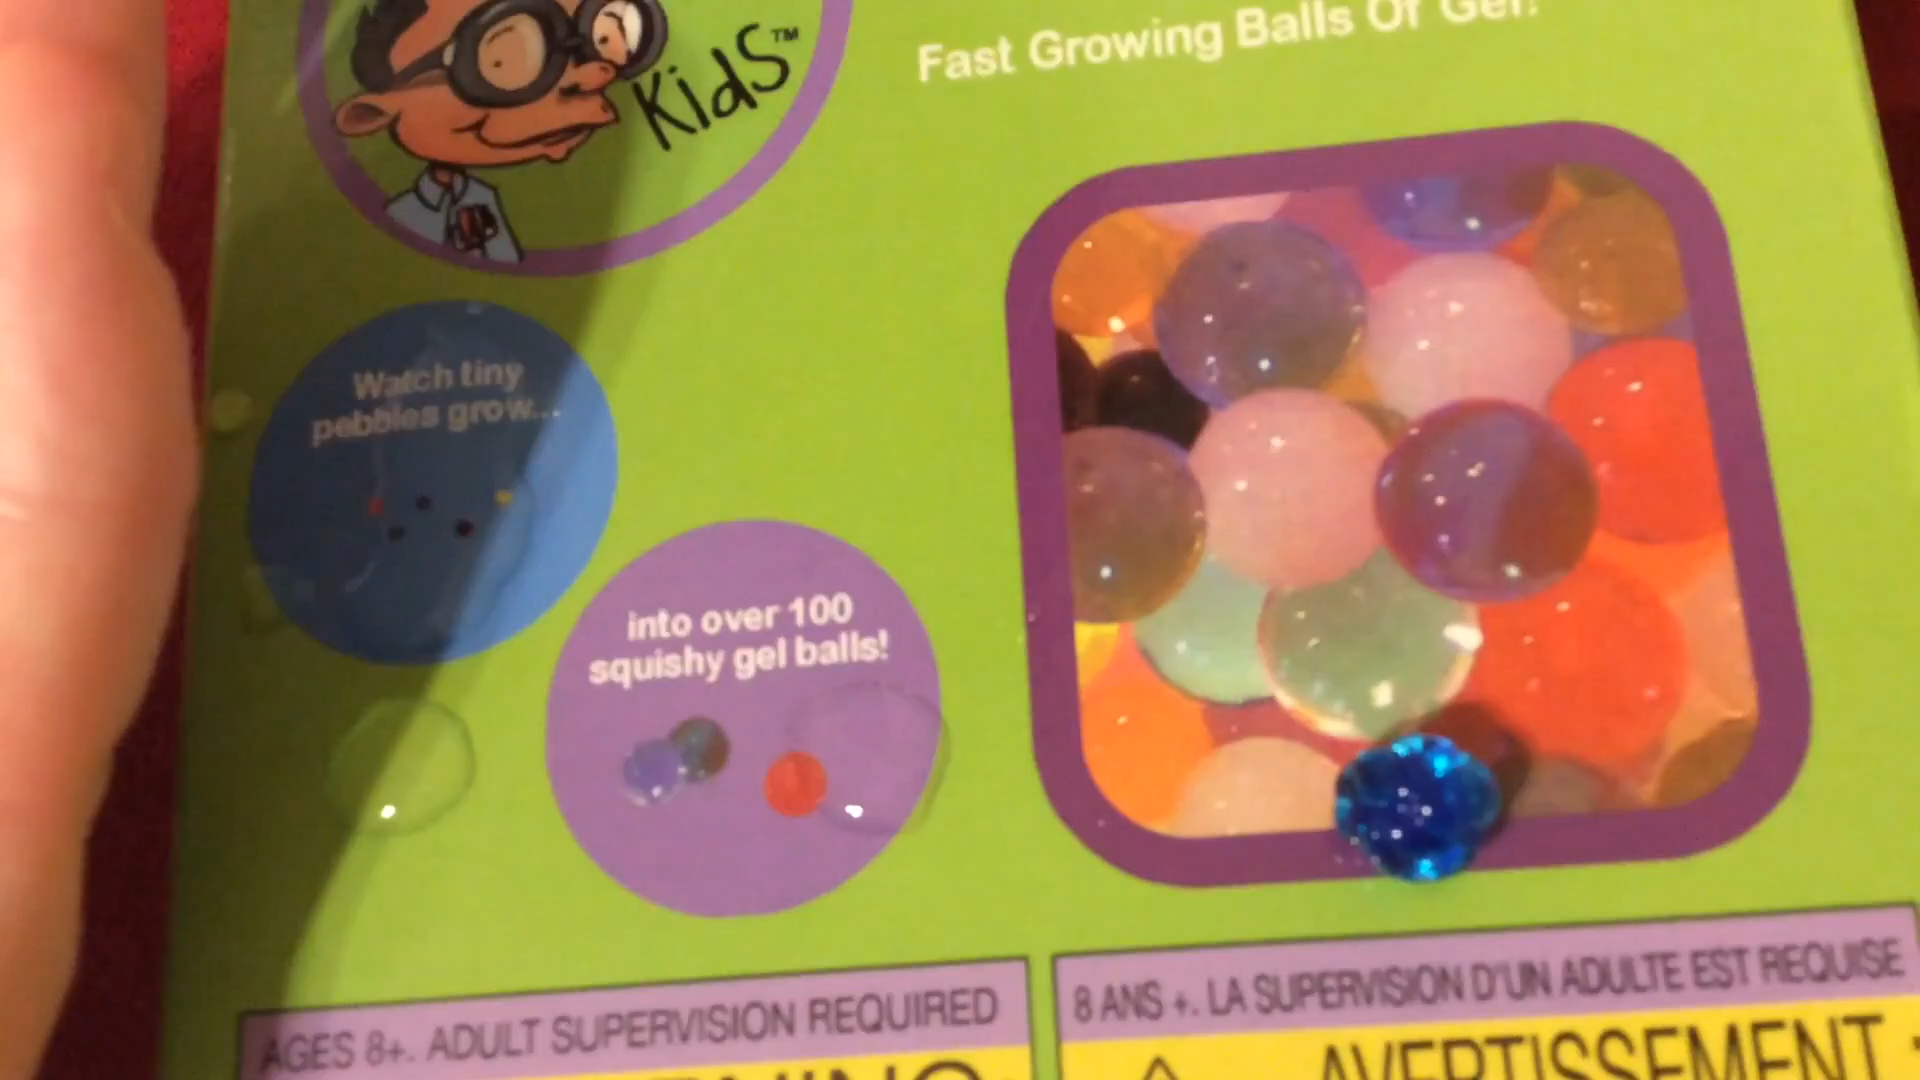 KidS™
Fast Growing Balls Of Gel!
Watch tiny
pebbles grow...
into over 100
squishy gel balls!
AGES 8+. ADULT SUPERVISION REQUIRED
8 ANS +. LA SUPERVISION D'UN ADULTE EST REQUISE
AVERTISSEMENT